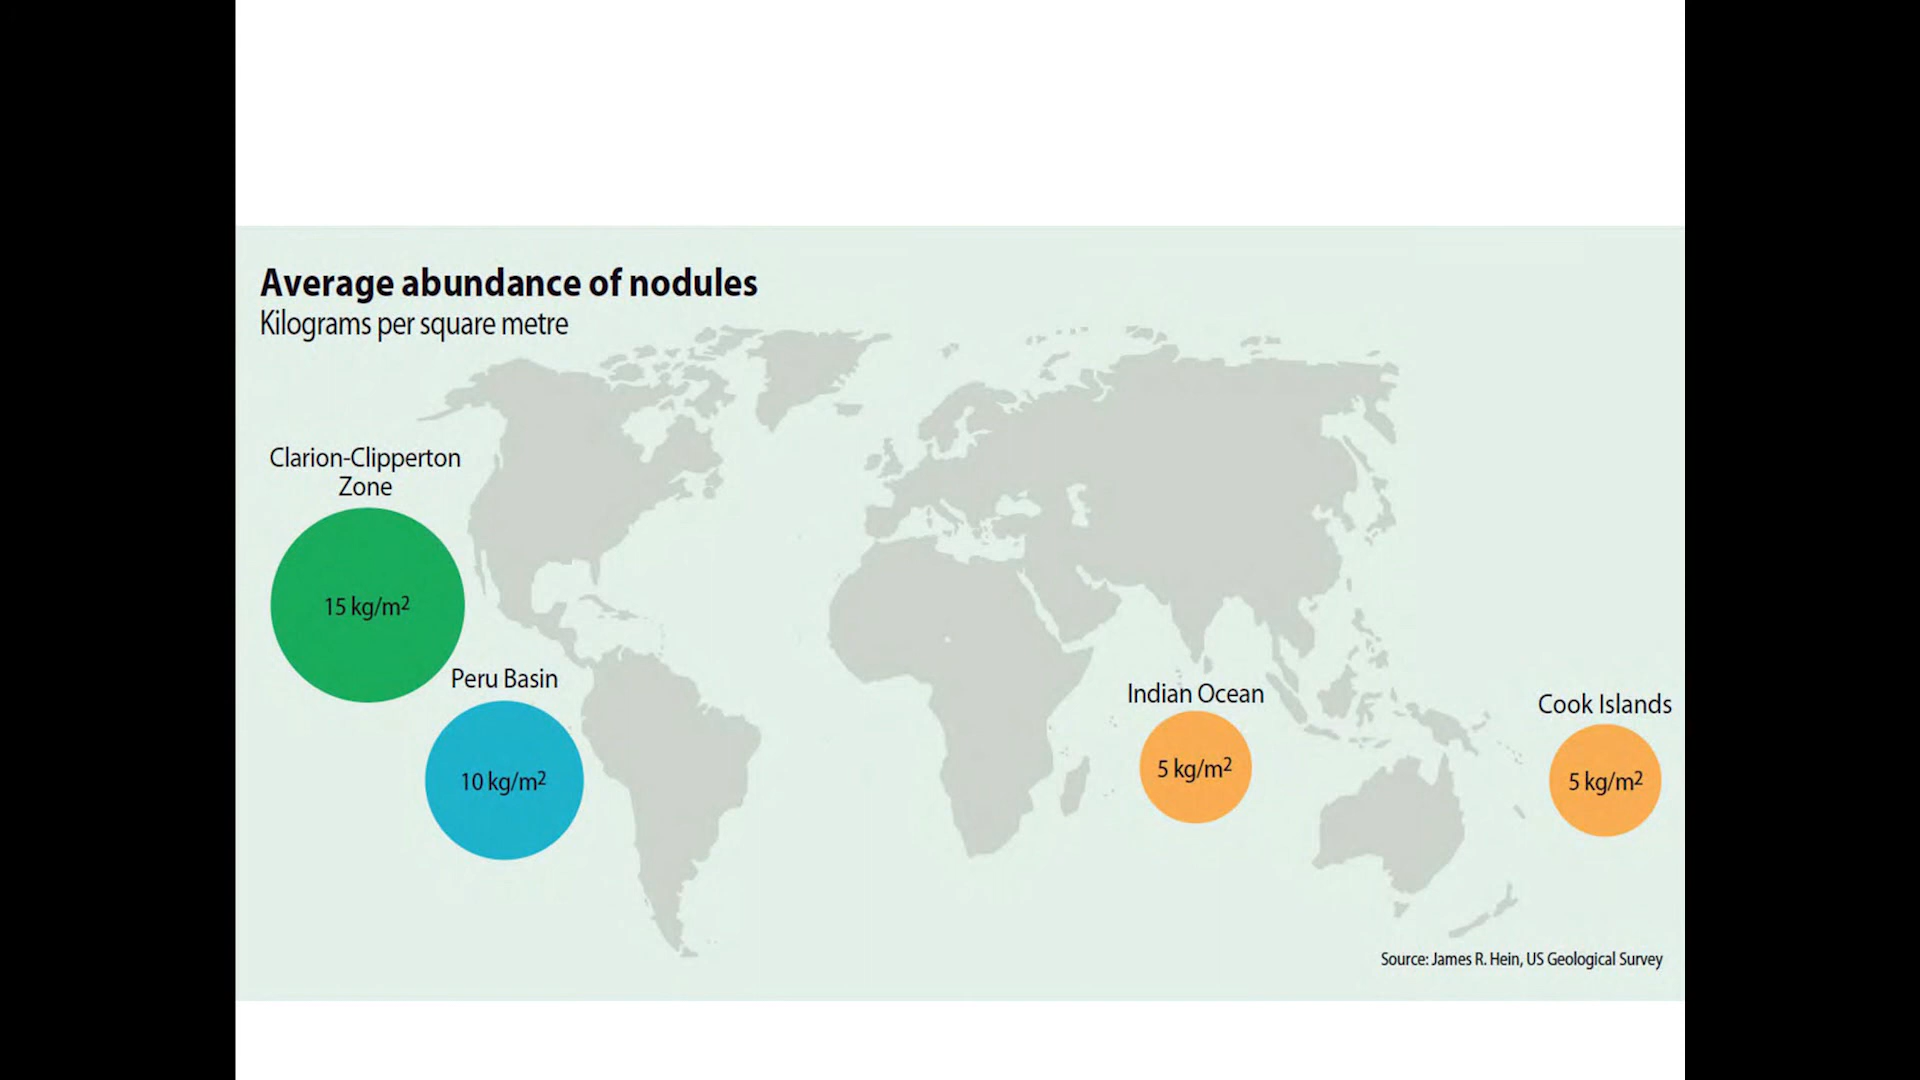 Average abundance of nodules
Kilograms per square metre
Clarion-Clipperton
Zone
15 kg/m²
Peru Basin
10 kg/m²
Indian Ocean
5 kg/m²
Cook Islands
5 kg/m²
Source: James R. Hein, US Geological Survey